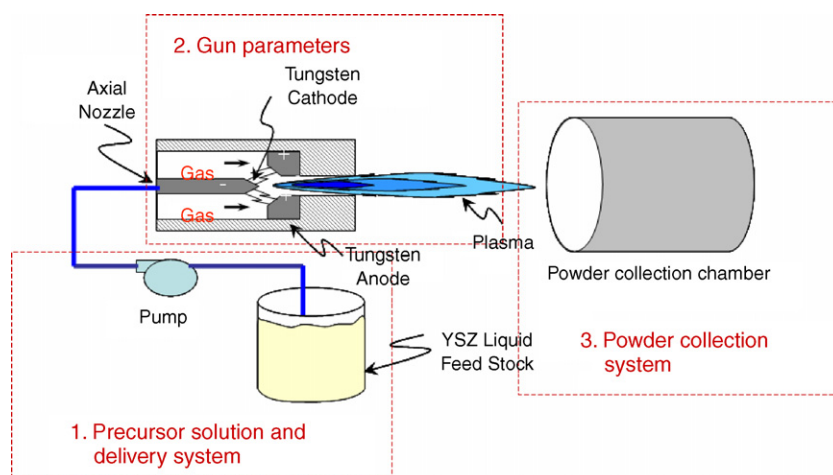 2. Gun parameters
Tungsten
Cathode
Axial
Nozzle
Gas
Gas
+
-
+
Plasma
Tungsten
Anode
Powder collection chamber
Pump
YSZ Liquid
Feed Stock
3. Powder collection
system
1. Precursor solution and
delivery system